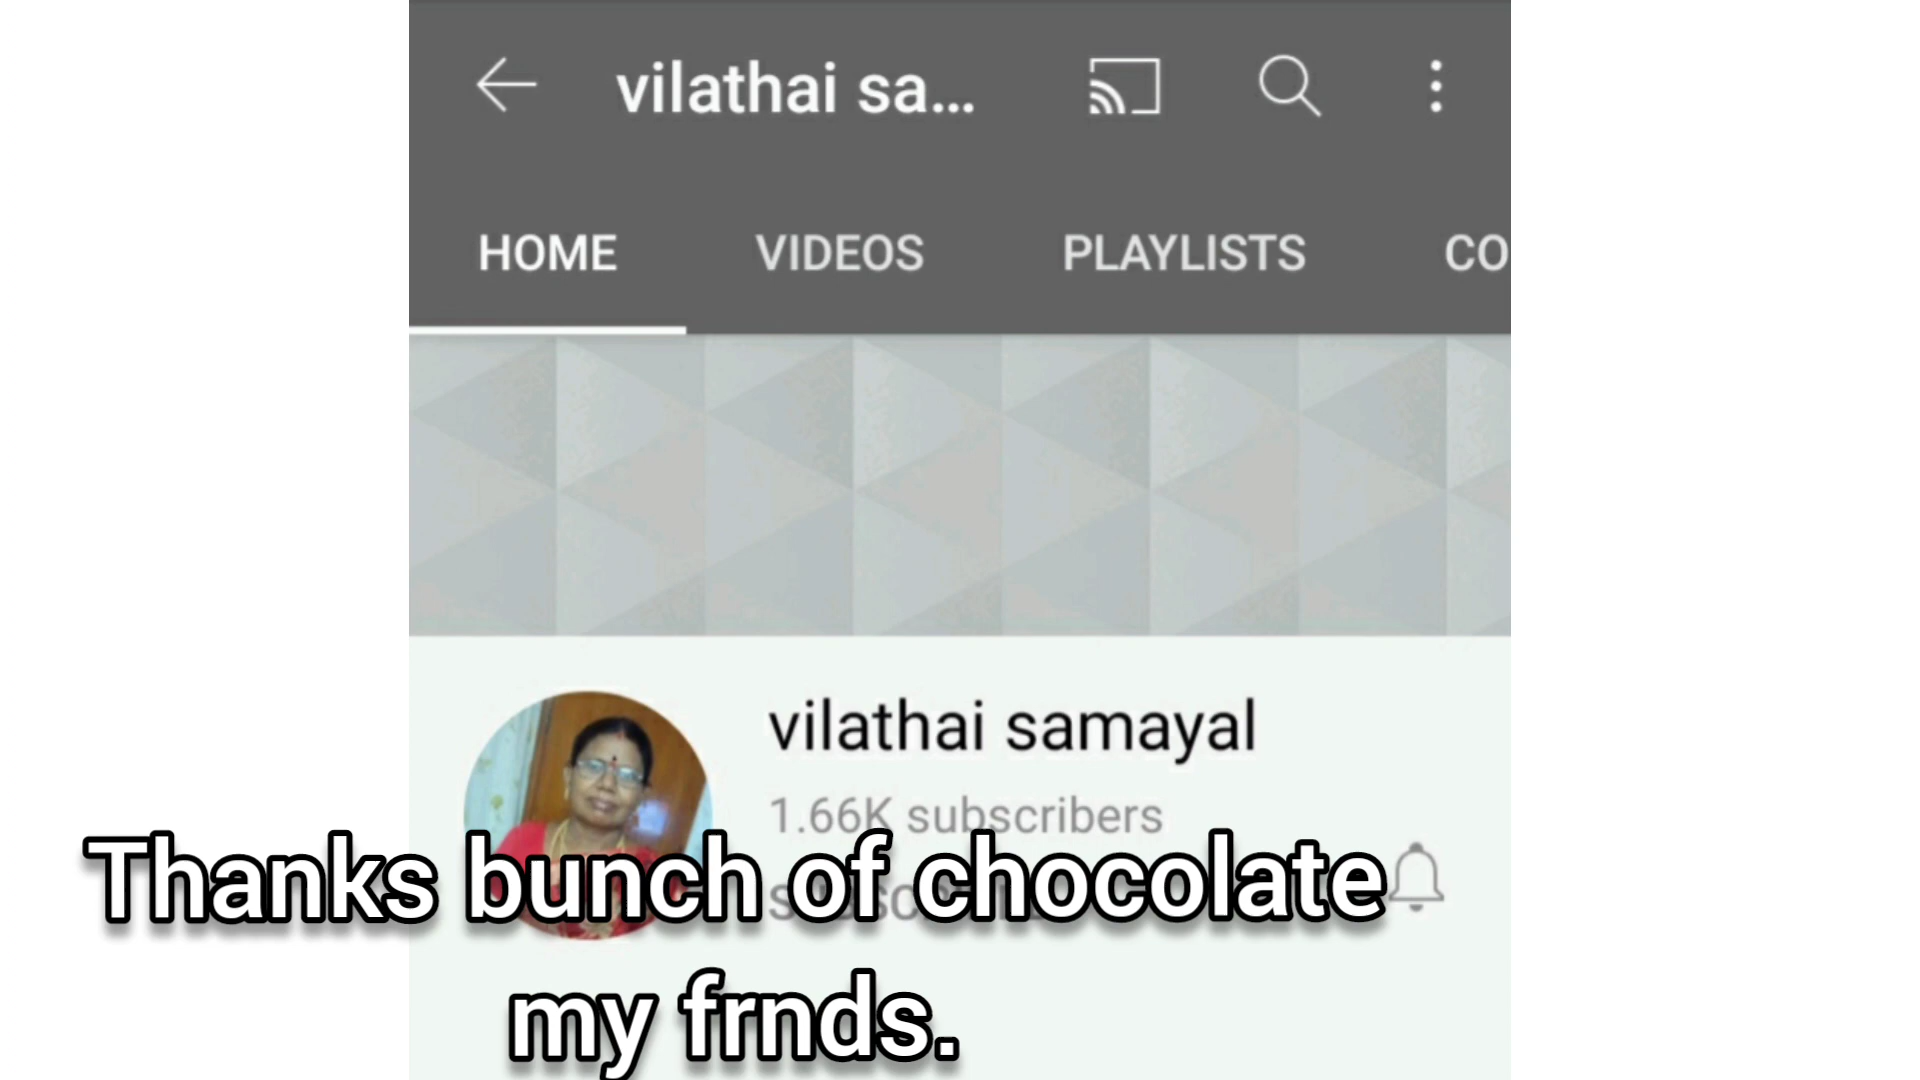 vilathai sa...
HOME VIDEOS PLAYLISTS CO
vilathai samayal
1.66K subscribers
Thanks bunch of chocolate
my frnds.